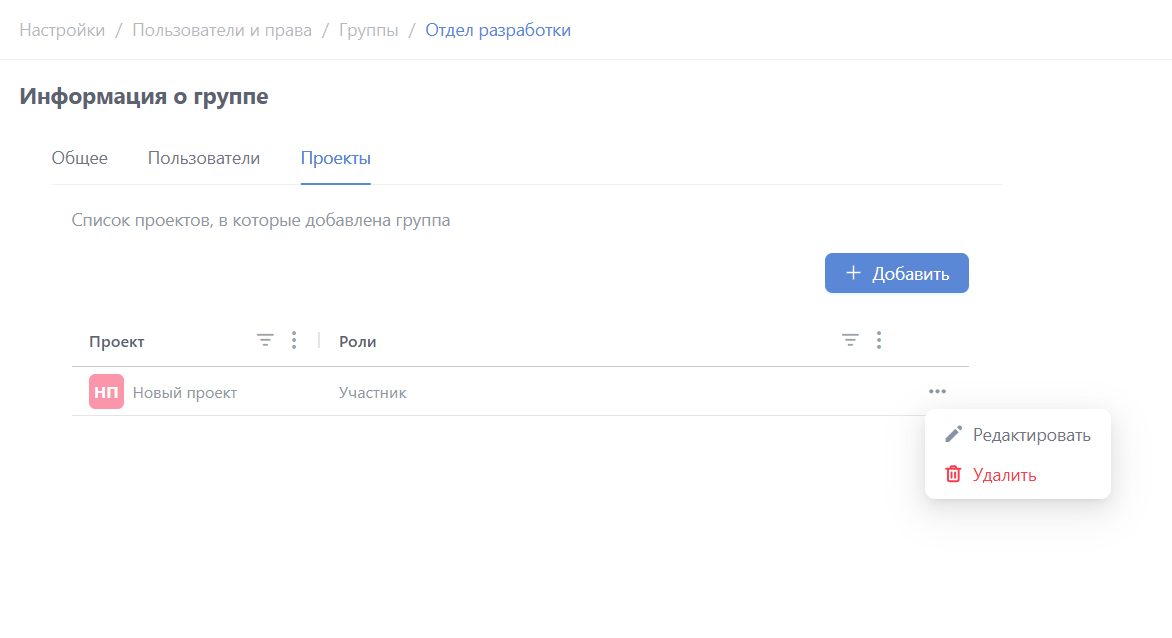 Настройки / Пользователи и права / Группы / Отдел разработки
Информация о группе
Общее Пользователи Проекты
Список проектов, в которые добавлена группа
+ Добавить
Проект Роли
НП Новый проект Участник
Редактировать
Удалить